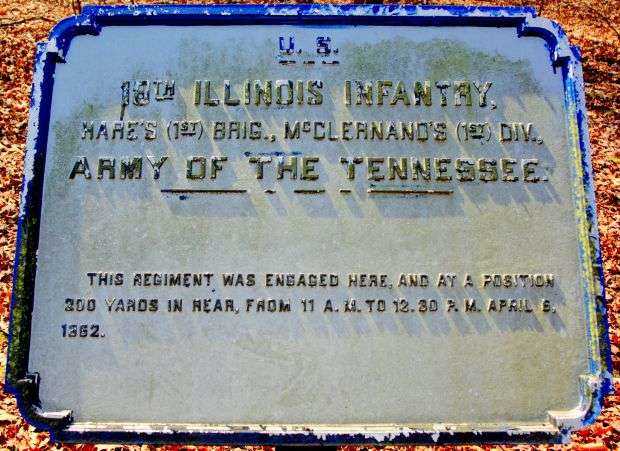 U. S.
18TH ILLINOIS INFANTRY,
HARE'S (1ST) BRIG., MCCLERNAND'S (1ST) DIV.,
ARMY OF THE TENNESSEE.
THIS REGIMENT WAS ENGAGED HERE, AND AT A POSITION
200 YARDS IN REAR, FROM 11 A. M. TO 12.30 P. M. APRIL 6,
1862.